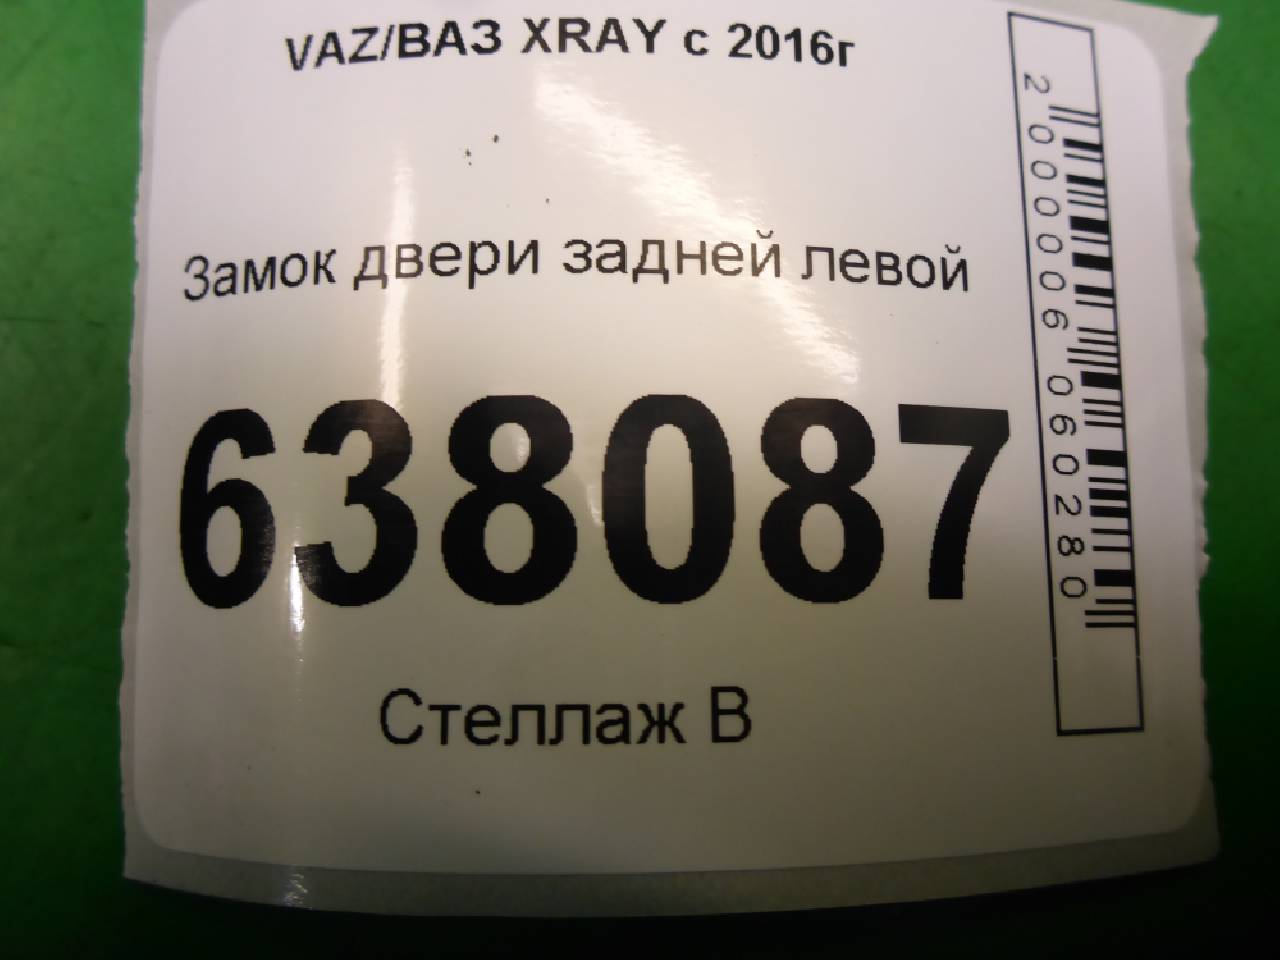 VAZ/ВАЗ XRAY с 2016г
Замок двери задней левой
638087
Стеллаж В
2000006060280